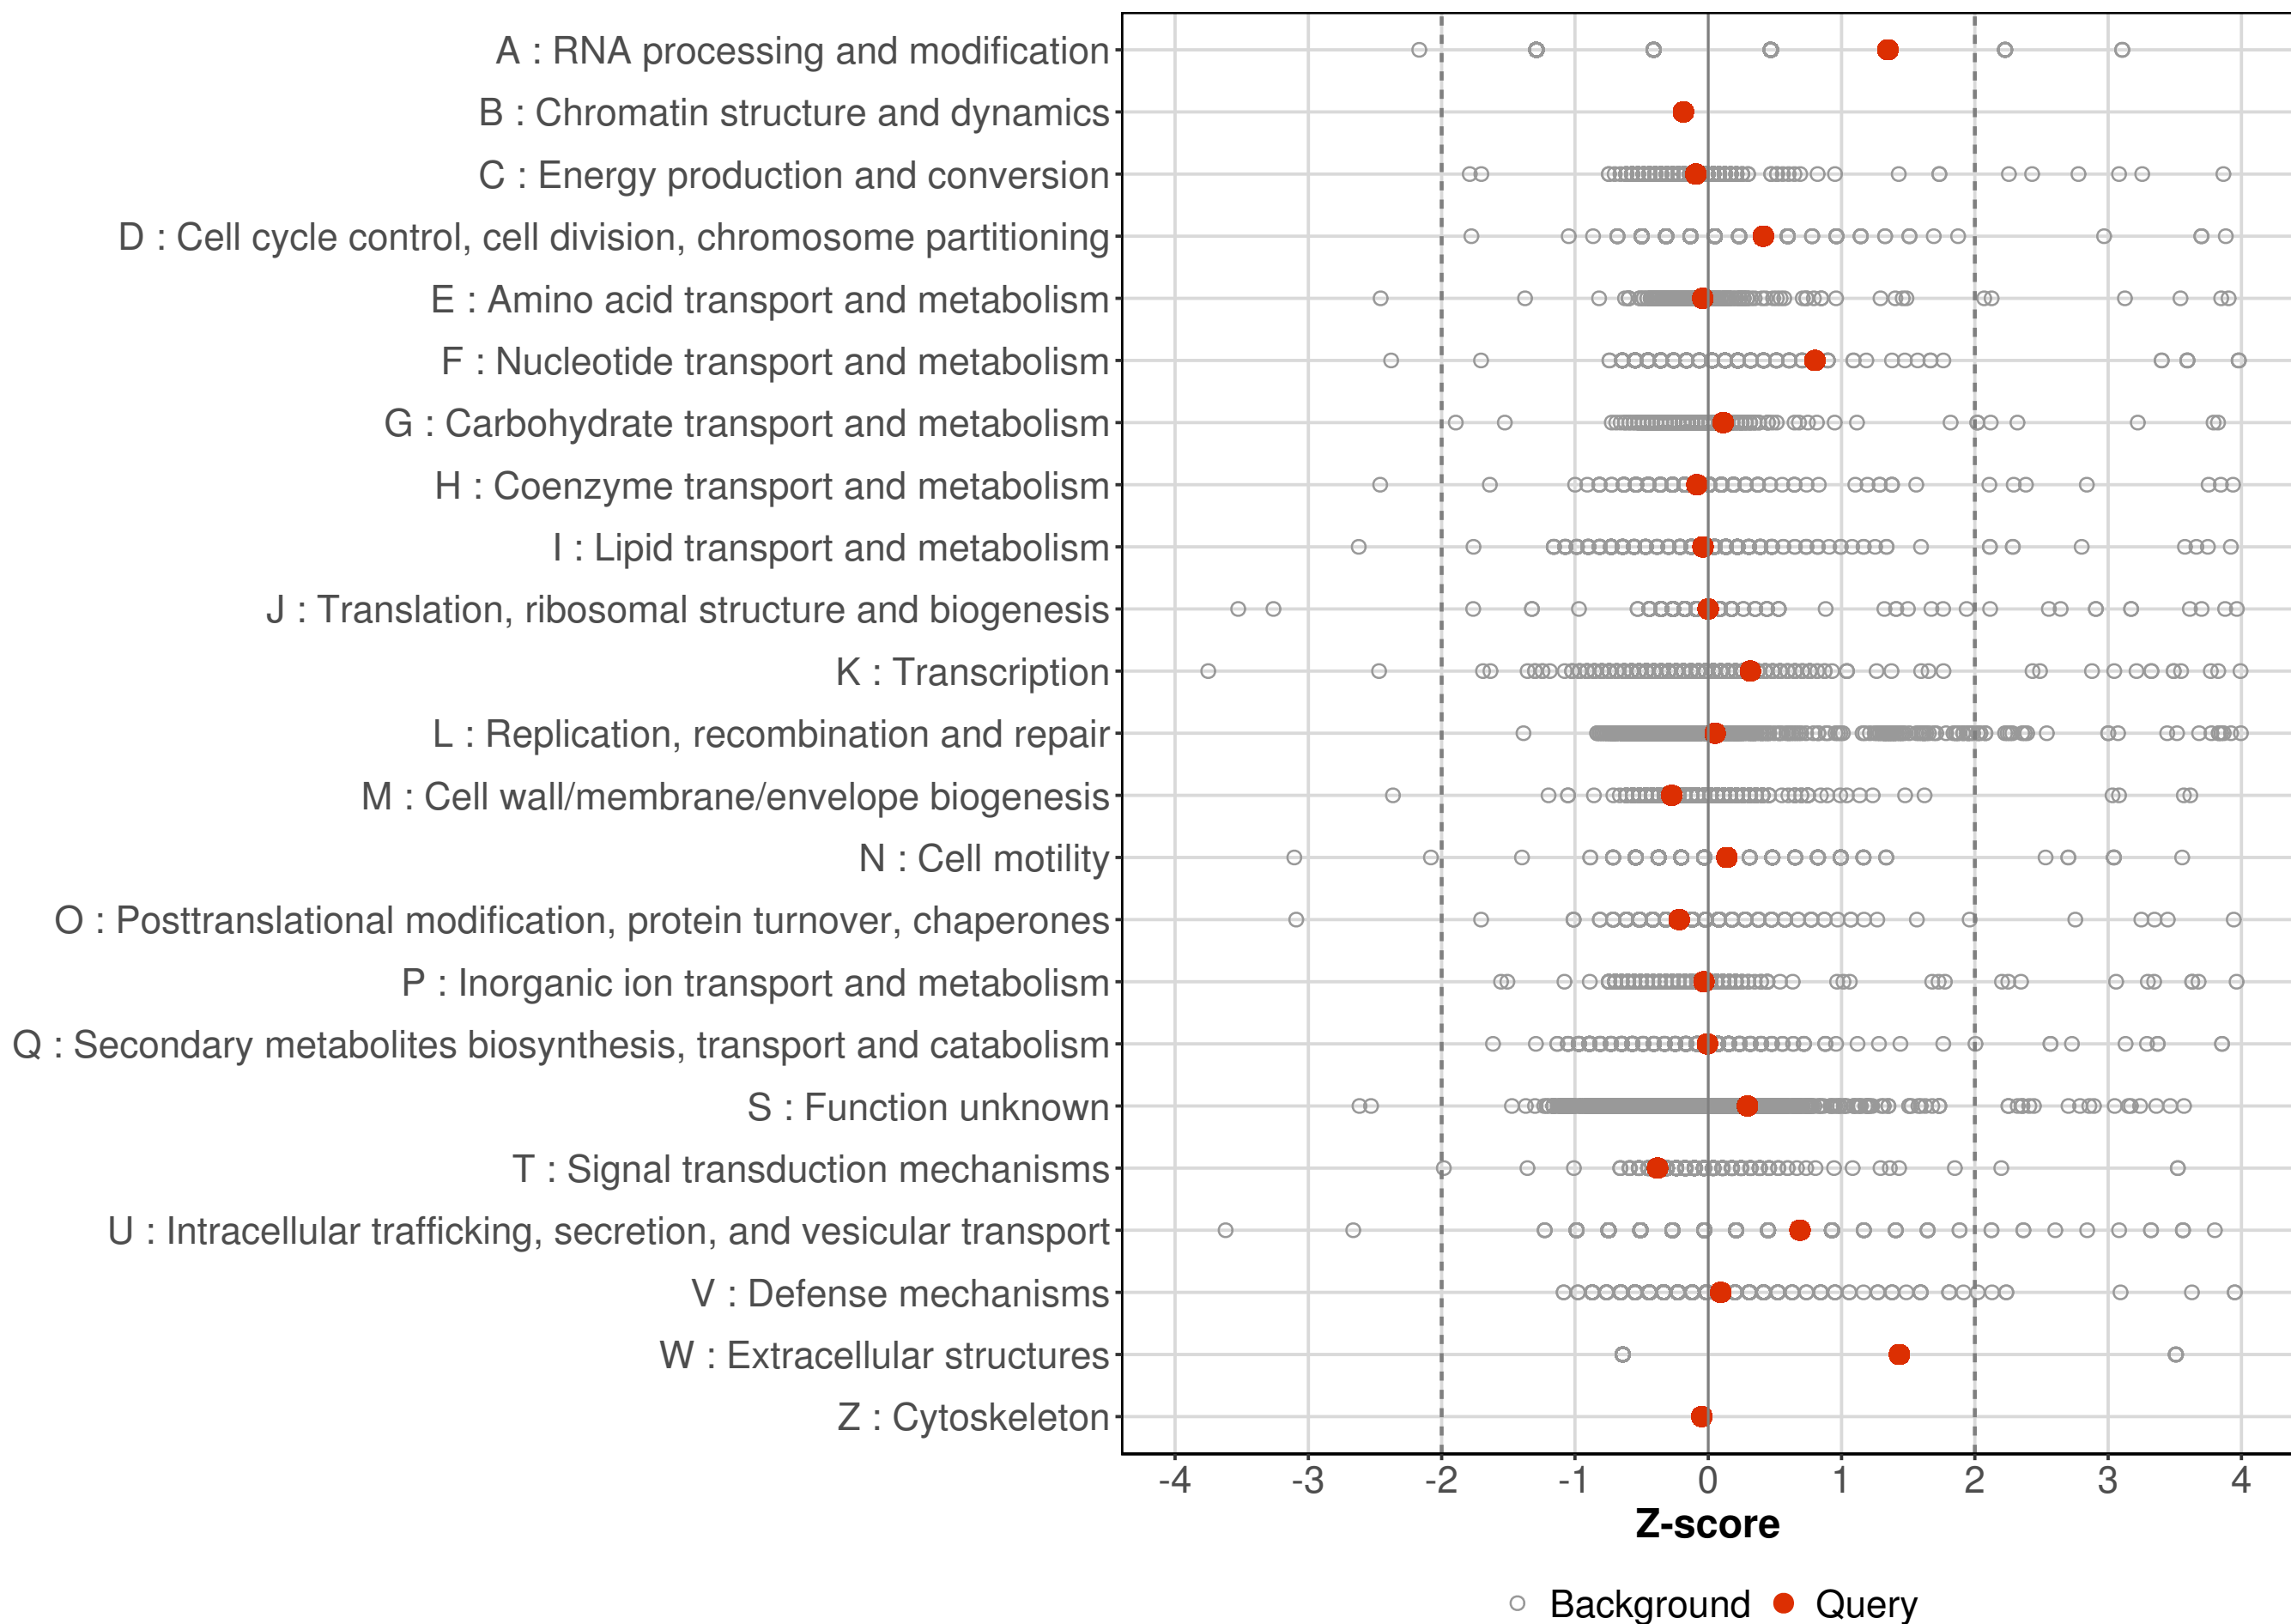 A : RNA processing and modification
B : Chromatin structure and dynamics
C : Energy production and conversion
D : Cell cycle control, cell division, chromosome partitioning
E : Amino acid transport and metabolism
F : Nucleotide transport and metabolism
G : Carbohydrate transport and metabolism
H : Coenzyme transport and metabolism
I : Lipid transport and metabolism
J : Translation, ribosomal structure and biogenesis
K : Transcription
L : Replication, recombination and repair
M : Cell wall/membrane/envelope biogenesis
N : Cell motility
O : Posttranslational modification, protein turnover, chaperones
P : Inorganic ion transport and metabolism
Q : Secondary metabolites biosynthesis, transport and catabolism
S : Function unknown
T : Signal transduction mechanisms
U : Intracellular trafficking, secretion, and vesicular transport
V : Defense mechanisms
W : Extracellular structures
Z : Cytoskeleton
-4 -3 -2 -1 0 1 2 3 4
Z-score
Background Query